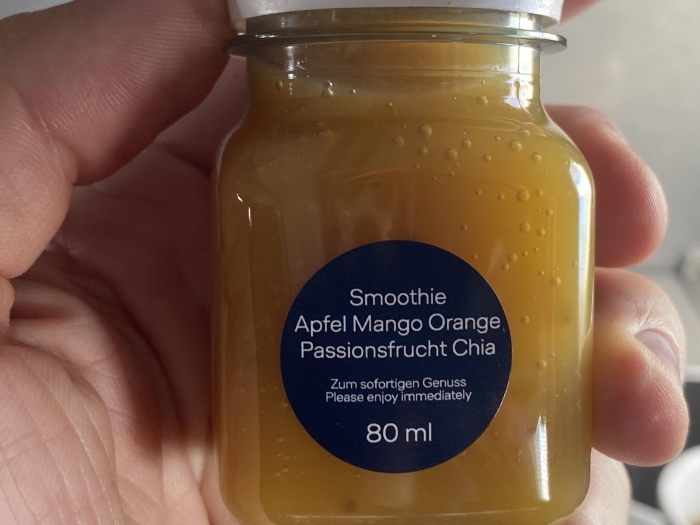 Smoothie
Apfel Mango Orange
Passionsfrucht Chia
Zum sofortigen Genuss
Please enjoy immediately
80 ml